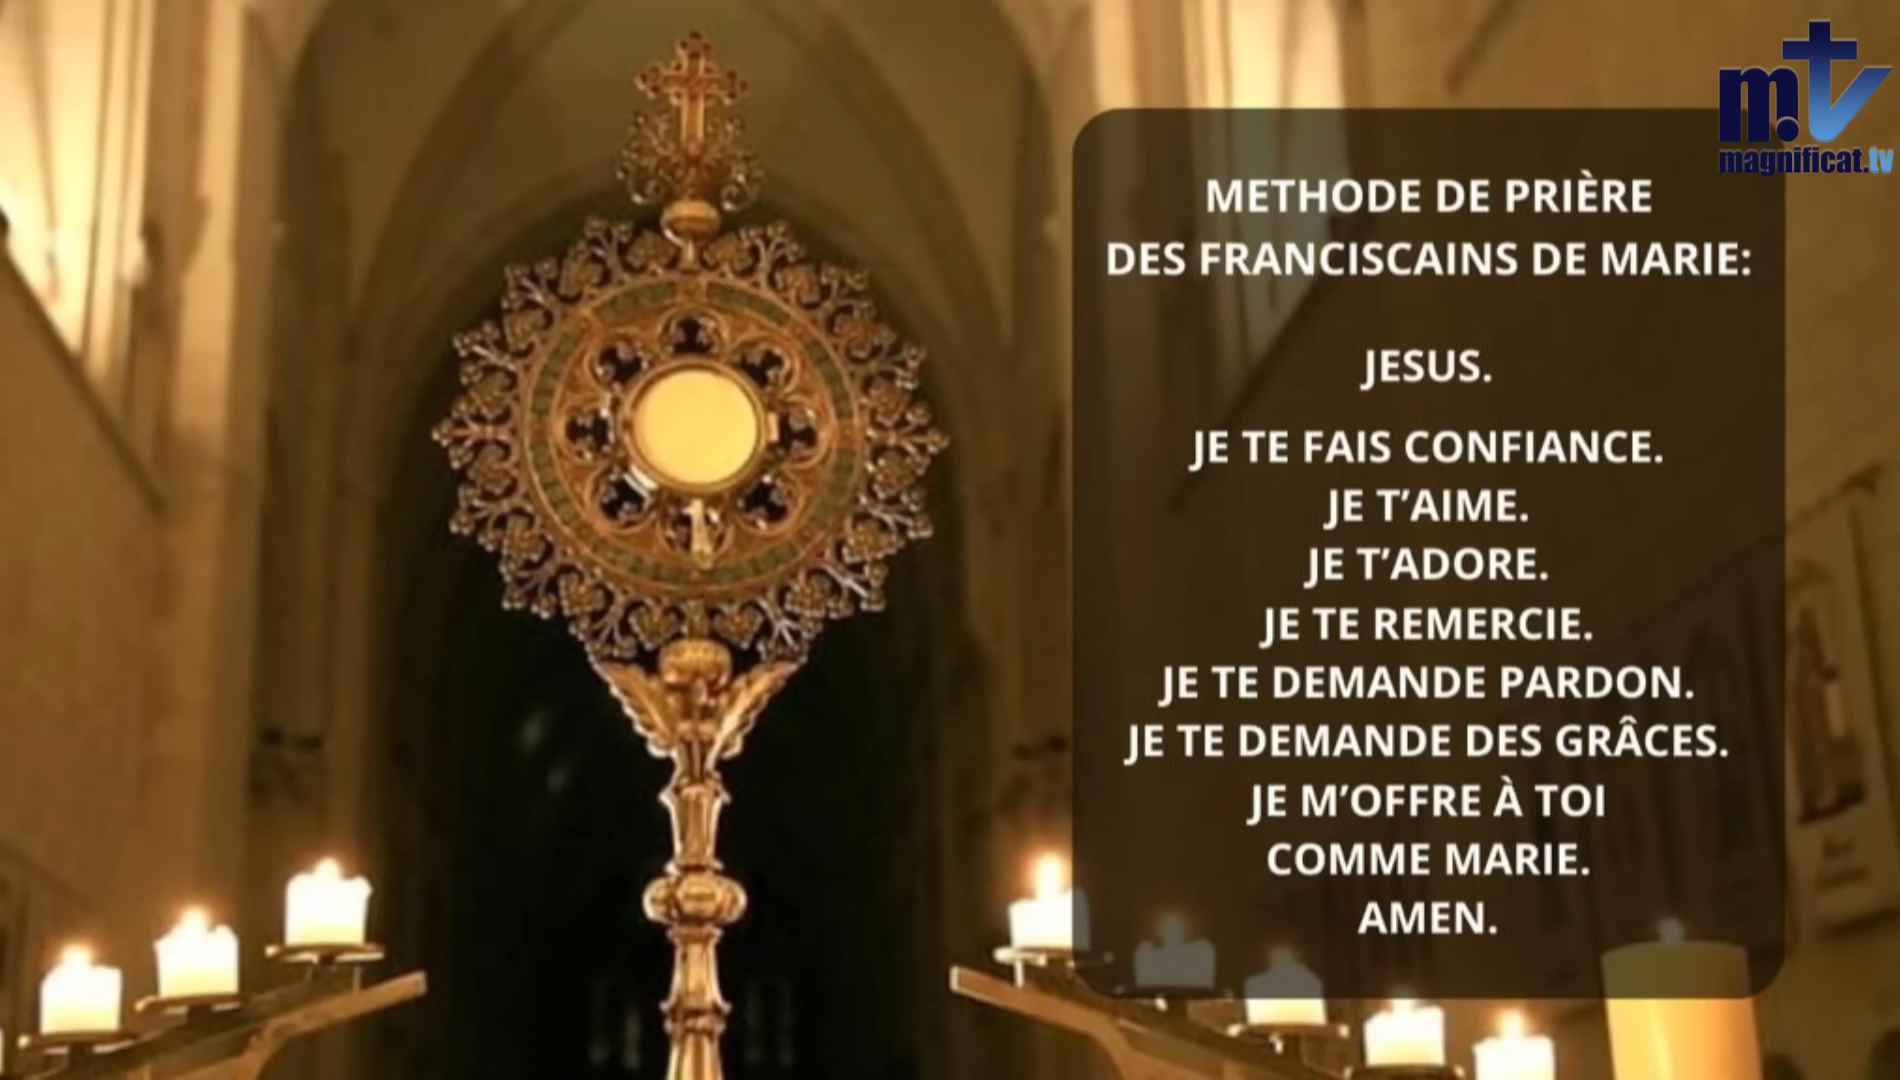 mtv
magnificat.tv
METHODE DE PRIÈRE
DES FRANCISCAINS DE MARIE:
JESUS.
JE TE FAIS CONFIANCE.
JE T’AIME.
JE T’ADORE.
JE TE REMERCIE.
JE TE DEMANDE PARDON.
JE TE DEMANDE DES GRÂCES.
JE M’OFFRE À TOI
COMME MARIE.
AMEN.